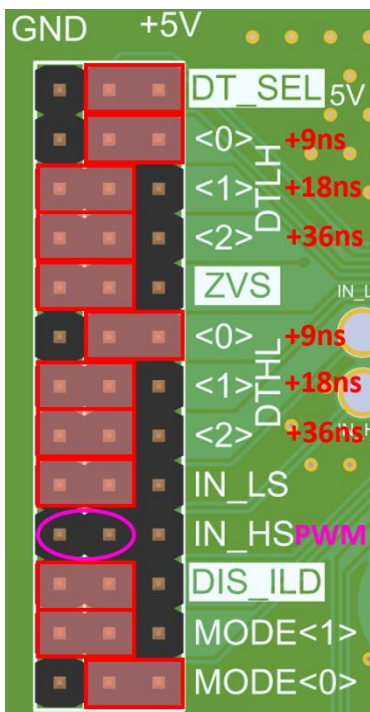 GND +5V
DT_SEL 5V
<0> +9ns
DTLH
<1> +18ns
<2> +36ns
ZVS
IN_L
<0> +9ns
DTHL
<1> +18ns
<2> +36ns
IN_H
IN_LS
IN_HS PWM
DIS_ILD
MODE<1>
MODE<0>